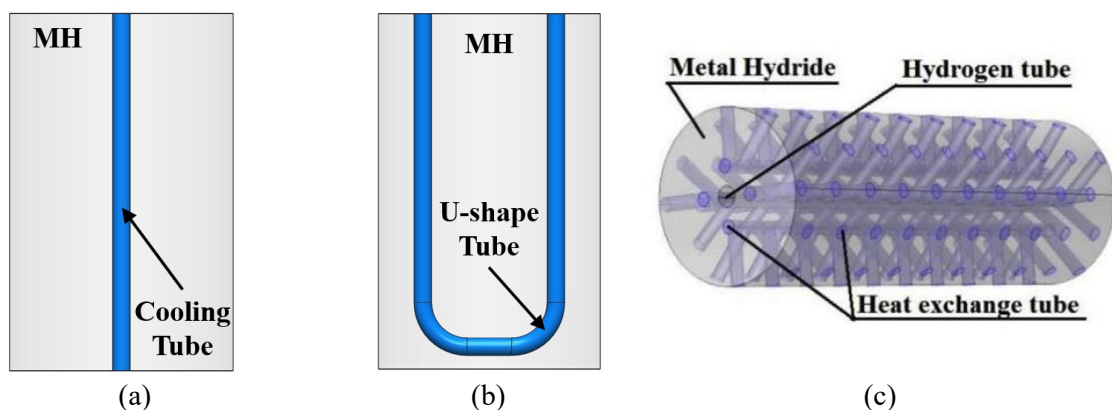 MH
Cooling
Tube
(a)
MH
U-shape
Tube
(b)
Metal Hydride
Hydrogen tube
Heat exchange tube
(c)